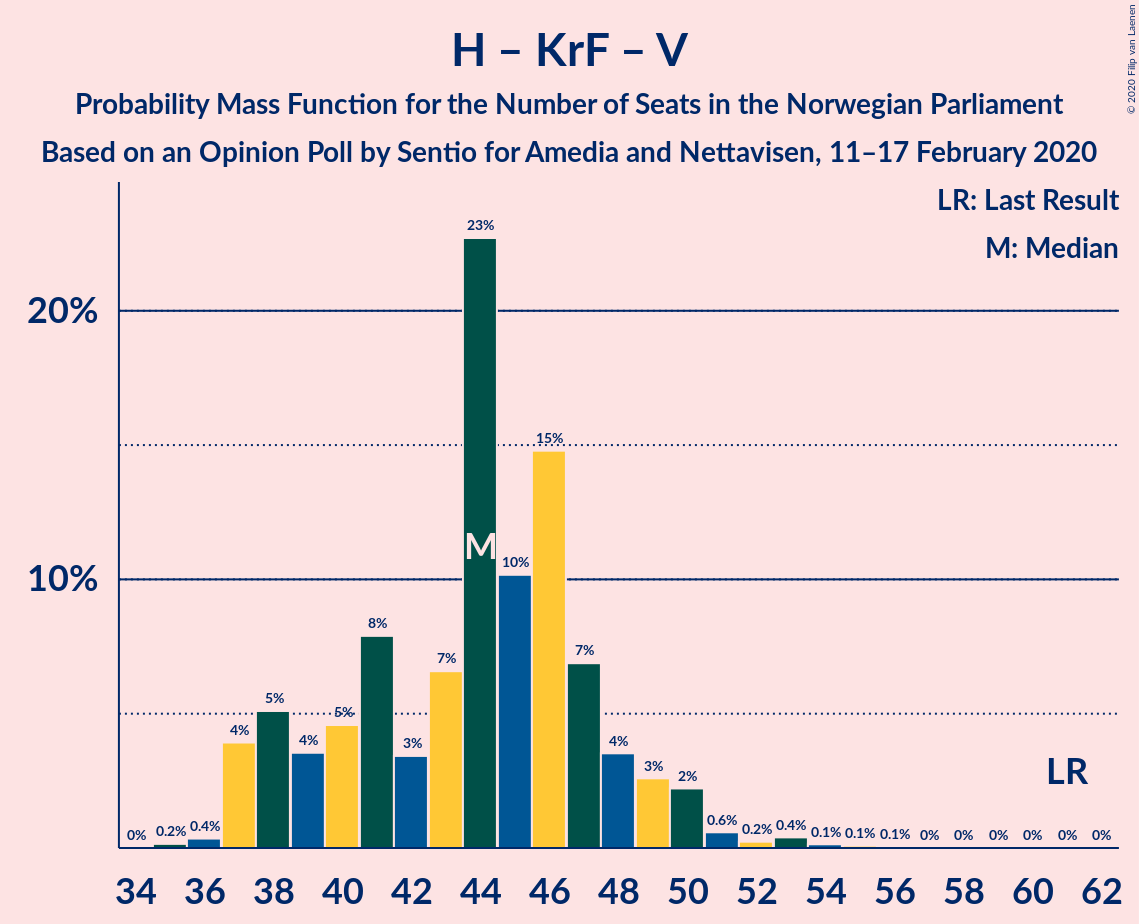 H – KrF – V
Probability Mass Function for the Number of Seats in the Norwegian Parliament
Based on an Opinion Poll by Sentio for Amedia and Nettavisen, 11–17 February 2020
© 2020 Filip van Laenen
LR: Last Result
M: Median
20%
10%
0% 0.2% 0.4% 4% 5% 4% 5% 8% 3% 7% 23% 10% 15% 7% 4% 3% 2% 0.6% 0.2% 0.4% 0.1% 0.1% 0.1% 0% 0% 0% 0% 0% 0%
M
LR
34 36 38 40 42 44 46 48 50 52 54 56 58 60 62